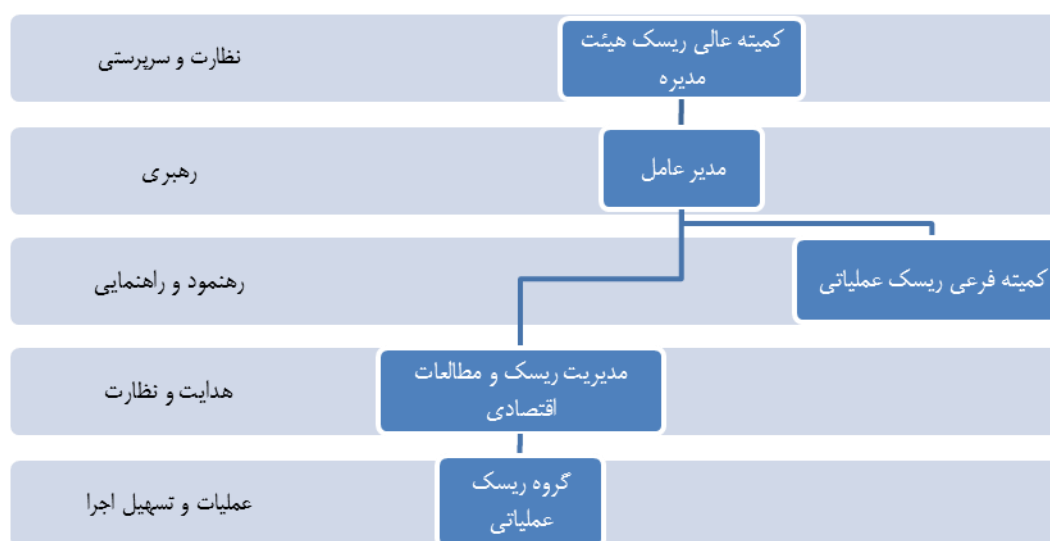 کمیته عالی ریسک هیئت
مدیره
نظارت و سرپرستی
مدیر عامل
رهبری
کمیته فرعی ریسک عملیاتی
رهنمود و راهنمایی
مدیریت ریسک و مطالعات
اقتصادی
هدایت و نظارت
گروه ریسک
عملیاتی
عملیات و تسهیل اجرا